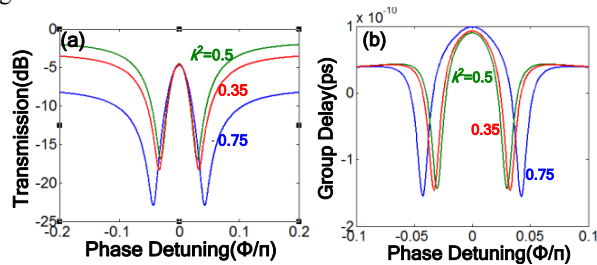 (a)
0
-5
-10
-15
-20
-25
Transmission(dB)
k²=0.5
0.35
0.75
-0.2
-0.1
0
0.1
0.2
Phase Detuning(Φ/π)
(b)
1
x 10⁻¹⁰
0
-1
-2
Group Delay(ps)
k²=0.5
0.35
0.75
-0.1
-0.05
0
0.05
0.1
Phase Detuning(Φ/π)